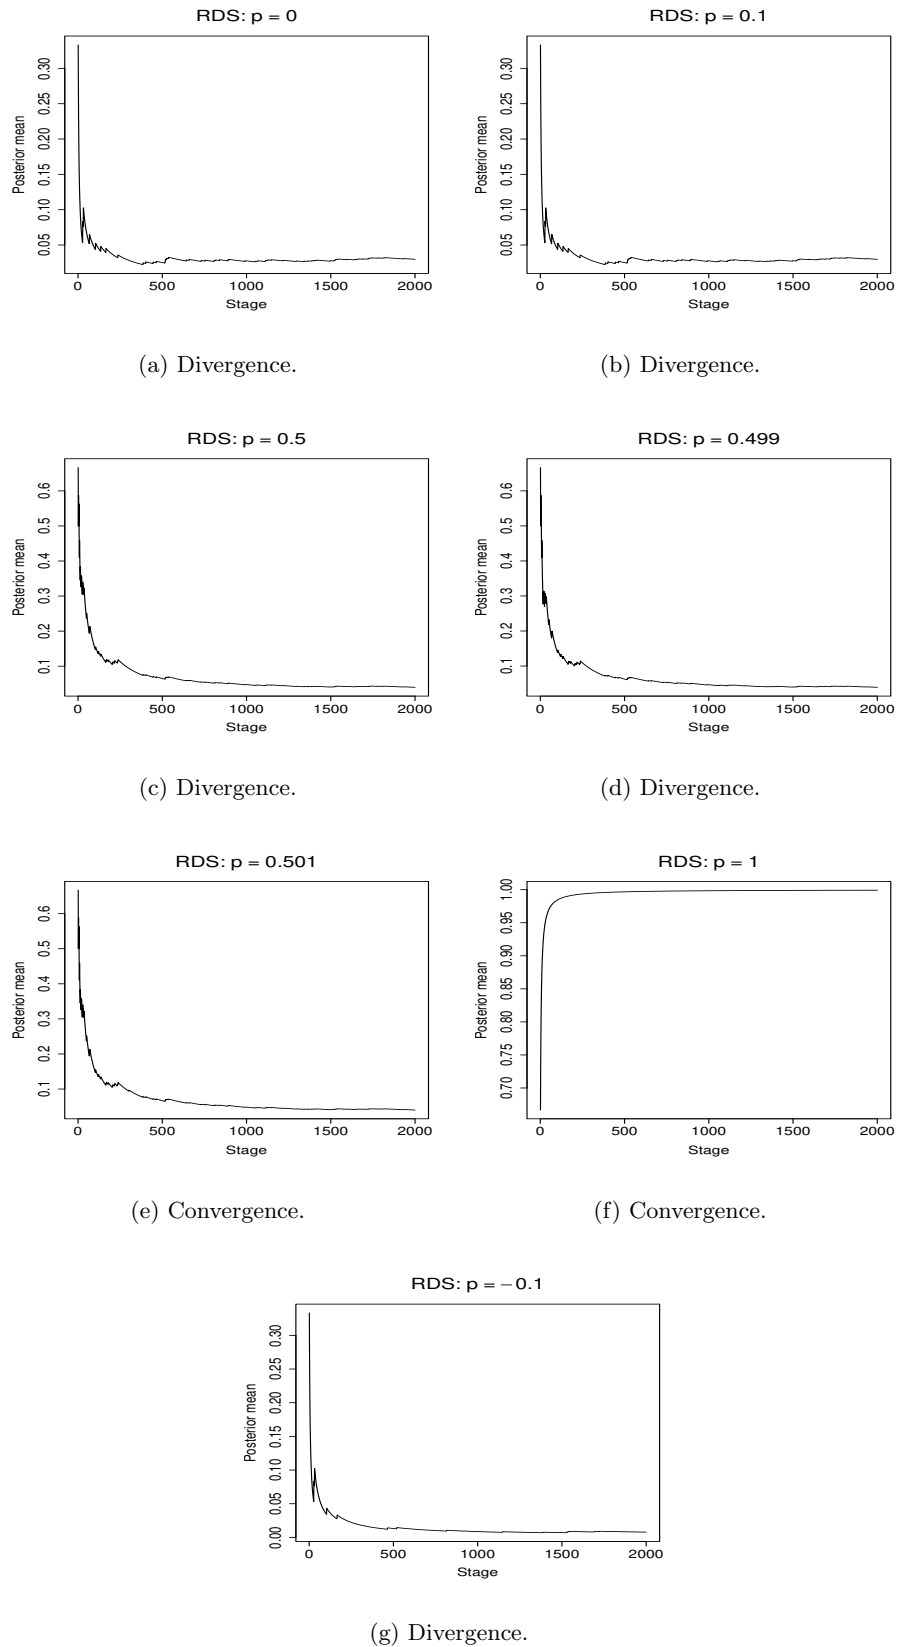 RDS: p = 0
RDS: p = 0.1
Posterior mean
0.05 0.10 0.15 0.20 0.25 0.30
Posterior mean
0.05 0.10 0.15 0.20 0.25 0.30
0 500 1000 1500 2000
0 500 1000 1500 2000
Stage
Stage
(a) Divergence.
(b) Divergence.
RDS: p = 0.5
RDS: p = 0.499
Posterior mean
0.1 0.2 0.3 0.4 0.5 0.6
Posterior mean
0.1 0.2 0.3 0.4 0.5 0.6
0 500 1000 1500 2000
0 500 1000 1500 2000
Stage
Stage
(c) Divergence.
(d) Divergence.
RDS: p = 0.501
RDS: p = 1
Posterior mean
0.1 0.2 0.3 0.4 0.5 0.6
Posterior mean
0.70 0.75 0.80 0.85 0.90 0.95 1.00
0 500 1000 1500 2000
0 500 1000 1500 2000
Stage
Stage
(e) Convergence.
(f) Convergence.
RDS: p = −0.1
Posterior mean
0.00 0.05 0.10 0.15 0.20 0.25 0.30
0 500 1000 1500 2000
Stage
(g) Divergence.